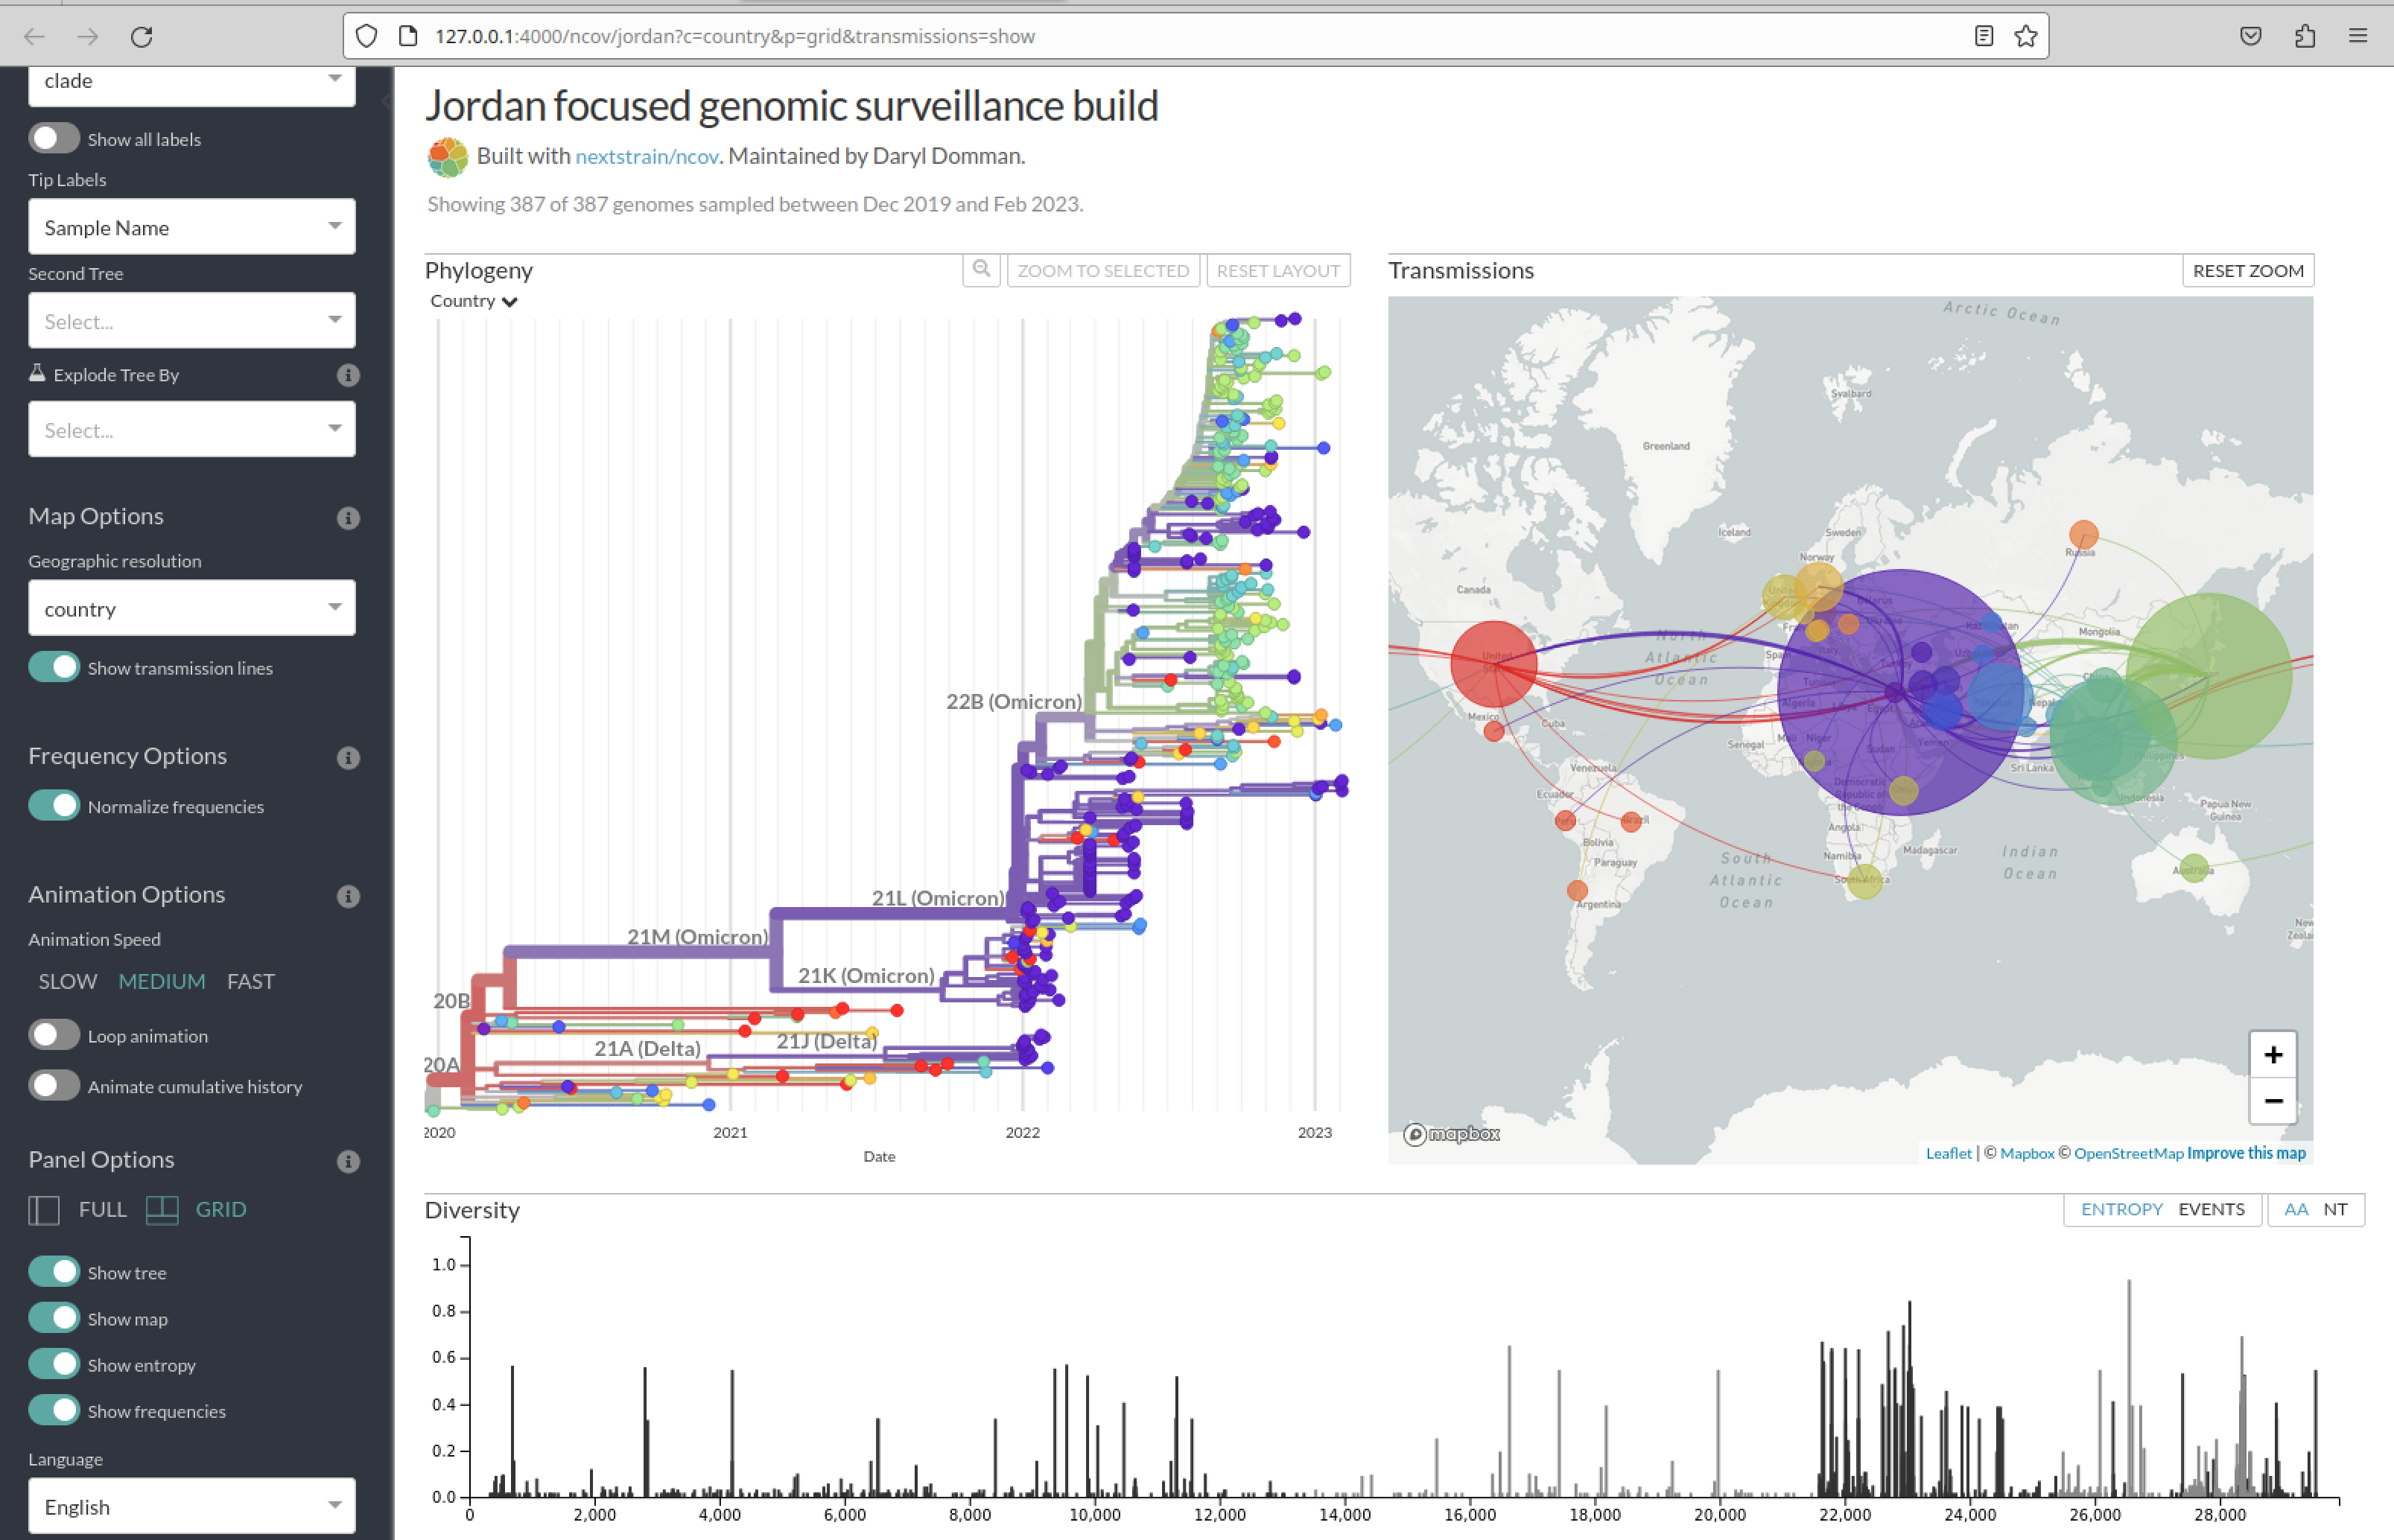 127.0.0.1:4000/ncov/jordan?c=country&p=grid&transmissions=show
clade
Show all labels
Tip Labels
Sample Name
Second Tree
Select...
Explode Tree By
Select...
Map Options
Geographic resolution
country
Show transmission lines
Frequency Options
Normalize frequencies
Animation Options
Animation Speed
SLOW MEDIUM FAST
Loop animation
Animate cumulative history
Panel Options
FULL GRID
Show tree
Show map
Show entropy
Show frequencies
Language
English
Jordan focused genomic surveillance build
Built with nextstrain/ncov. Maintained by Daryl Domman.
Showing 387 of 387 genomes sampled between Dec 2019 and Feb 2023.
Phylogeny
ZOOM TO SELECTED
RESET LAYOUT
Country
22B (Omicron)
21L (Omicron)
21M (Omicron)
21K (Omicron)
20B
21J (Delta)
21A (Delta)
20A
2020 2021 2022 2023
Date
Transmissions
RESET ZOOM
Arctic Ocean
Svalbard
Greenland
Iceland
Sweden
Norway
Russia
Canada
United
Belarus
Ukraine
Mongolia
North
Atlantic
Ocean
Italy
Tunisia
Algeria
Egypt
Nepal
Mexico
Cuba
Senegal
Mali
Niger
Sudan
Yemen
Sri Lanka
Venezuela
Ecuador
Democratic
Republic of
the Congo
Indonesia
Papua New
Guinea
Peru
Brazil
Angola
Bolivia
Paraguay
Namibia
Madagascar
South
Atlantic
Ocean
Indian
Ocean
South Africa
Australia
Argentina
New
+
−
mapbox
Leaflet | © Mapbox © OpenStreetMap Improve this map
Diversity
ENTROPY EVENTS
AA NT
1.0
0.8
0.6
0.4
0.2
0.0
0 2,000 4,000 6,000 8,000 10,000 12,000 14,000 16,000 18,000 20,000 22,000 24,000 26,000 28,000